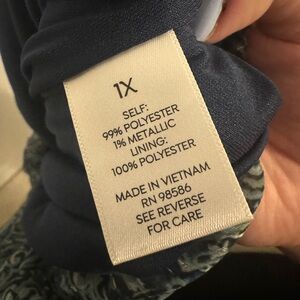 1X
SELF:
99% POLYESTER
1% METALLIC
LINING:
100% POLYESTER
MADE IN VIETNAM
RN 98586
SEE REVERSE
FOR CARE